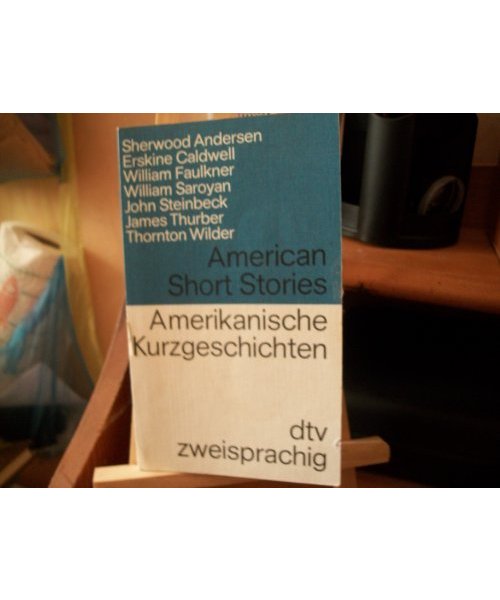 Sherwood Andersen
Erskine Caldwell
William Faulkner
William Saroyan
John Steinbeck
James Thurber
Thornton Wilder
American
Short Stories
Amerikanische
Kurzgeschichten
dtv
zweisprachig